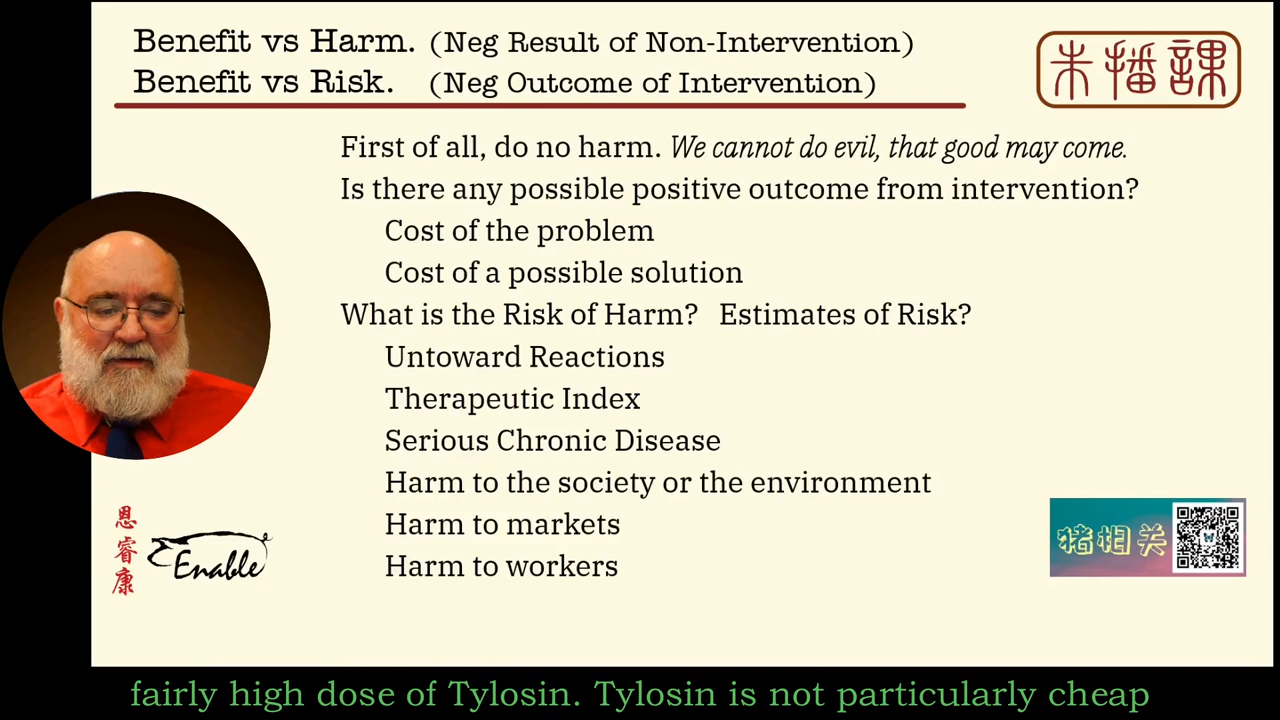 Benefit vs Harm. (Neg Result of Non-Intervention)
Benefit vs Risk. (Neg Outcome of Intervention)
未播課
First of all, do no harm. We cannot do evil, that good may come.
Is there any possible positive outcome from intervention?
Cost of the problem
Cost of a possible solution
What is the Risk of Harm? Estimates of Risk?
Untoward Reactions
Therapeutic Index
Serious Chronic Disease
Harm to the society or the environment
Harm to markets
Harm to workers
恩睿康
Enable
猪相关
fairly high dose of Tylosin. Tylosin is not particularly cheap